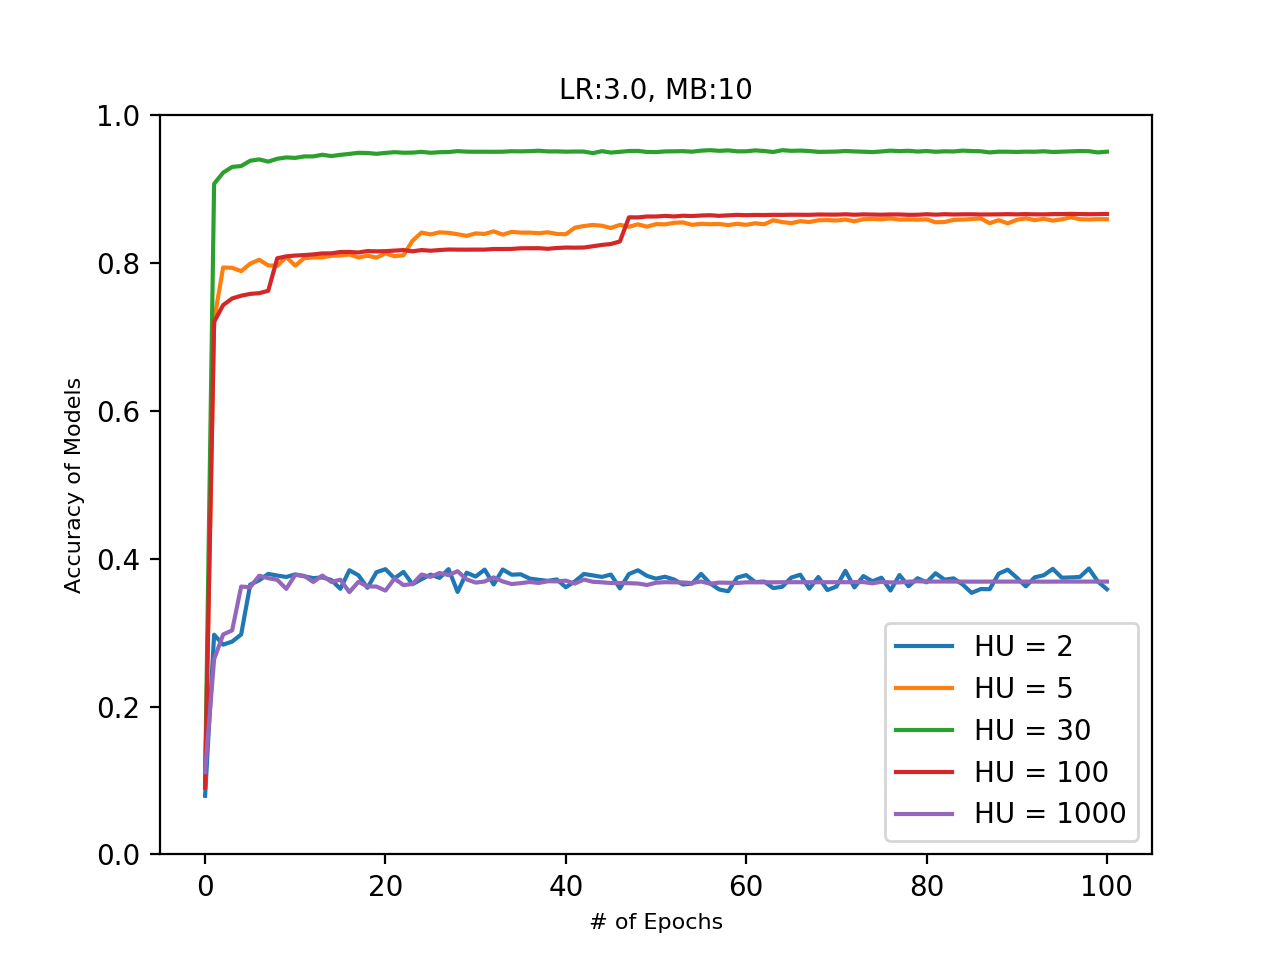 LR:3.0, MB:10
Accuracy of Models
1.0
0.8
0.6
0.4
0.2
0.0
0 20 40 60 80 100
# of Epochs
HU = 2
HU = 5
HU = 30
HU = 100
HU = 1000